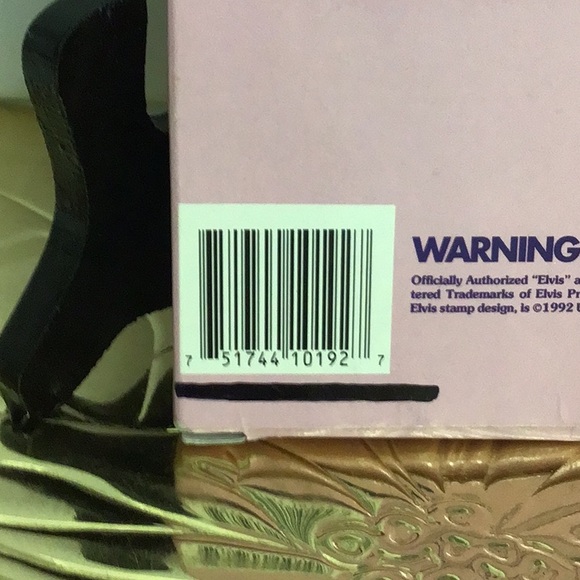 7 51744 10192 7
WARNING
Officially Authorized "Elvis" a
tered Trademarks of Elvis Pr
Elvis stamp design, is ©1992 U